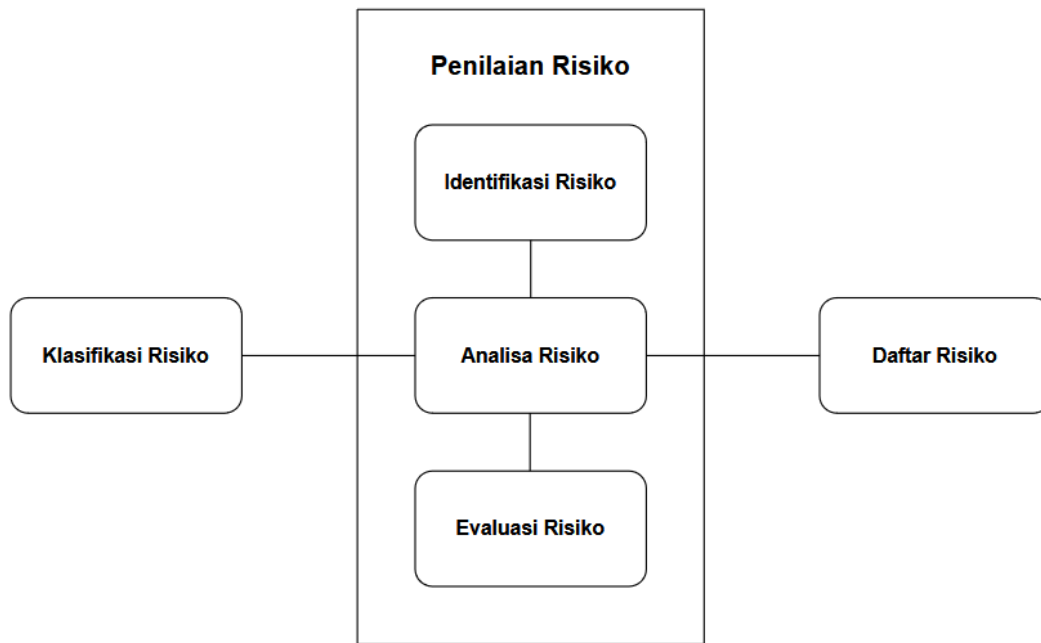 Penilaian Risiko
Identifikasi Risiko
Klasifikasi Risiko
Analisa Risiko
Daftar Risiko
Evaluasi Risiko